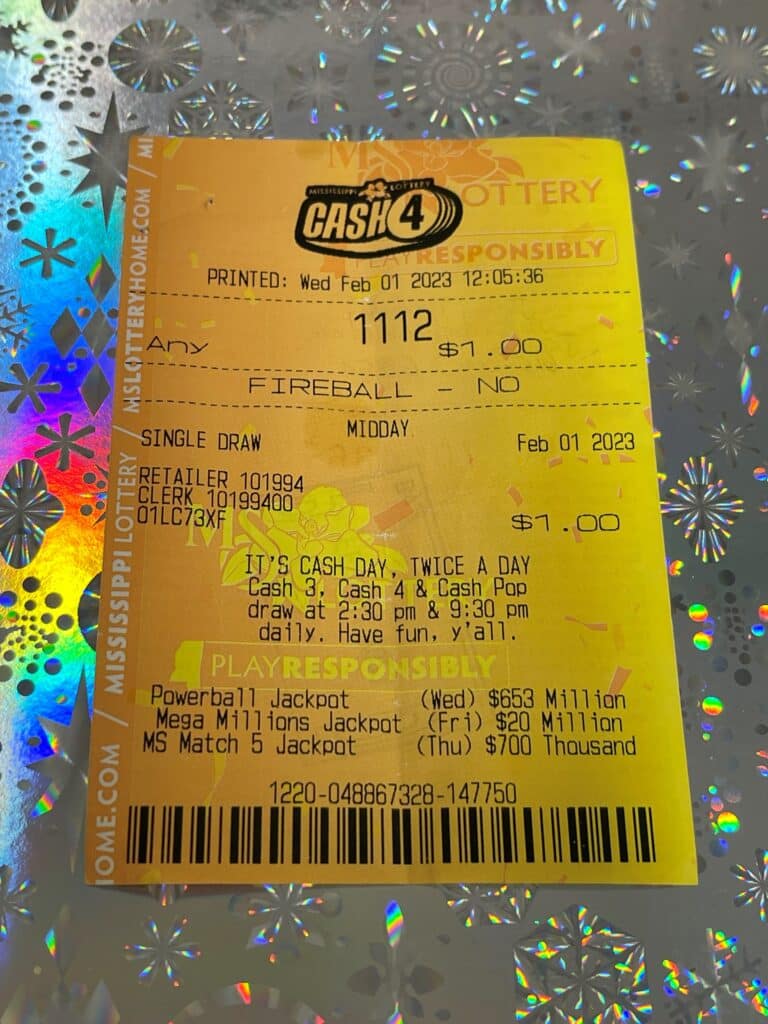 MISSISSIPPI LOTTERY
CASH 4
MS LOTTERY
PLAY RESPONSIBLY
PRINTED: Wed Feb 01 2023 12:05:36
1112
Any $1.00
FIREBALL - NO
MIDDAY
SINGLE DRAW Feb 01 2023
RETAILER 101994
CLERK 10199400
01LC73XF
$1.00
MS
IT'S CASH DAY, TWICE A DAY
Cash 3, Cash 4 & Cash Pop
draw at 2:30 pm & 9:30 pm
daily. Have fun, y'all.
PLAYRESPONSIBLY
Powerball Jackpot (Wed) $653 Million
Mega Millions Jackpot (Fri) $20 Million
MS Match 5 Jackpot (Thu) $700 Thousand
1220-048867328-147750
OME.COM / MISSISSIPPI LOTTERY / MSLOTTERYHOME.COM / MI